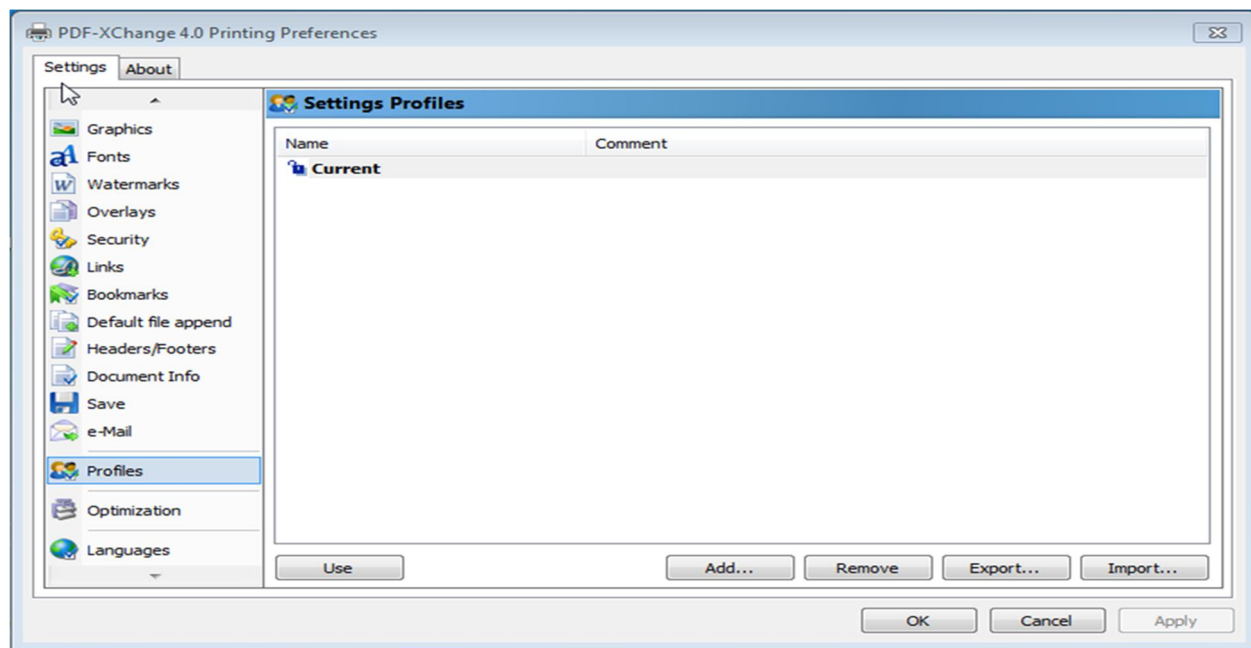 PDF-XChange 4.0 Printing Preferences
Settings About
Settings Profiles
Graphics
Fonts
Watermarks
Overlays
Security
Links
Bookmarks
Default file append
Headers/Footers
Document Info
Save
e-Mail
Profiles
Optimization
Languages
Name Comment
Current
Use Add... Remove Export... Import...
OK Cancel Apply